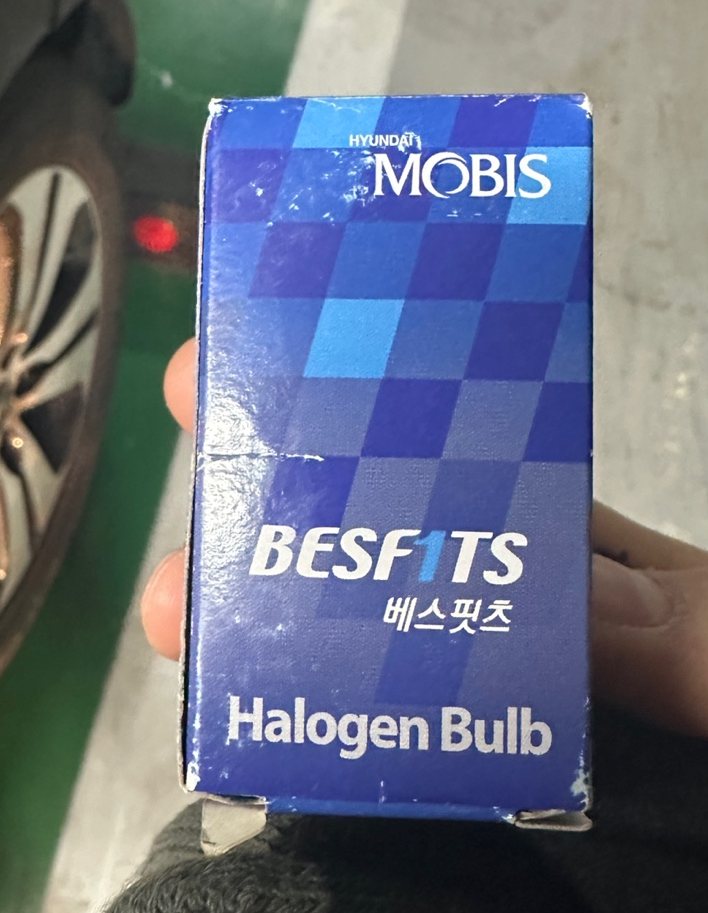 HYUNDAI
MOBIS
BESF1TS
베스핏츠
Halogen Bulb